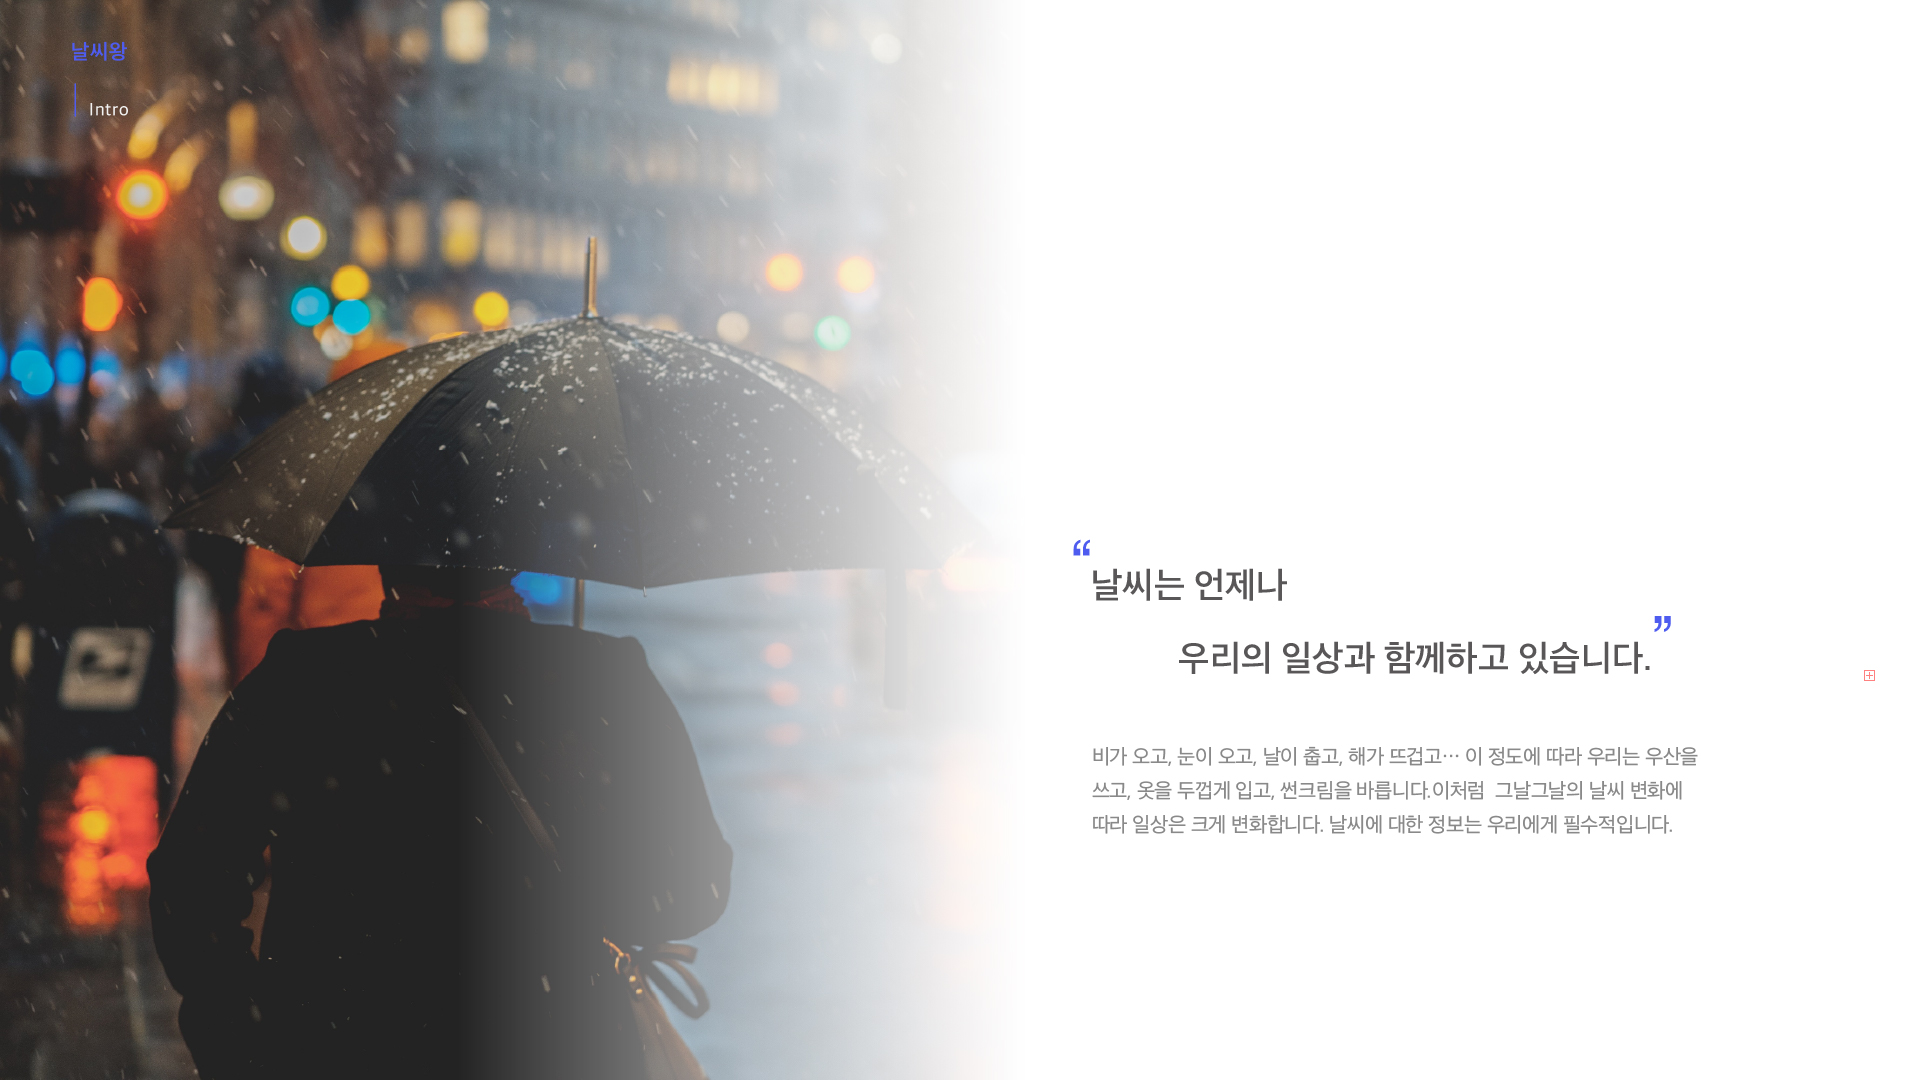 날씨왕
Intro
“
날씨는 언제나
우리의 일상과 함께하고 있습니다.”
비가 오고, 눈이 오고, 날이 춥고, 해가 뜨겁고… 이 정도에 따라 우리는 우산을
쓰고, 옷을 두껍게 입고, 썬크림을 바릅니다.이처럼  그날그날의 날씨 변화에
따라 일상은 크게 변화합니다. 날씨에 대한 정보는 우리에게 필수적입니다.